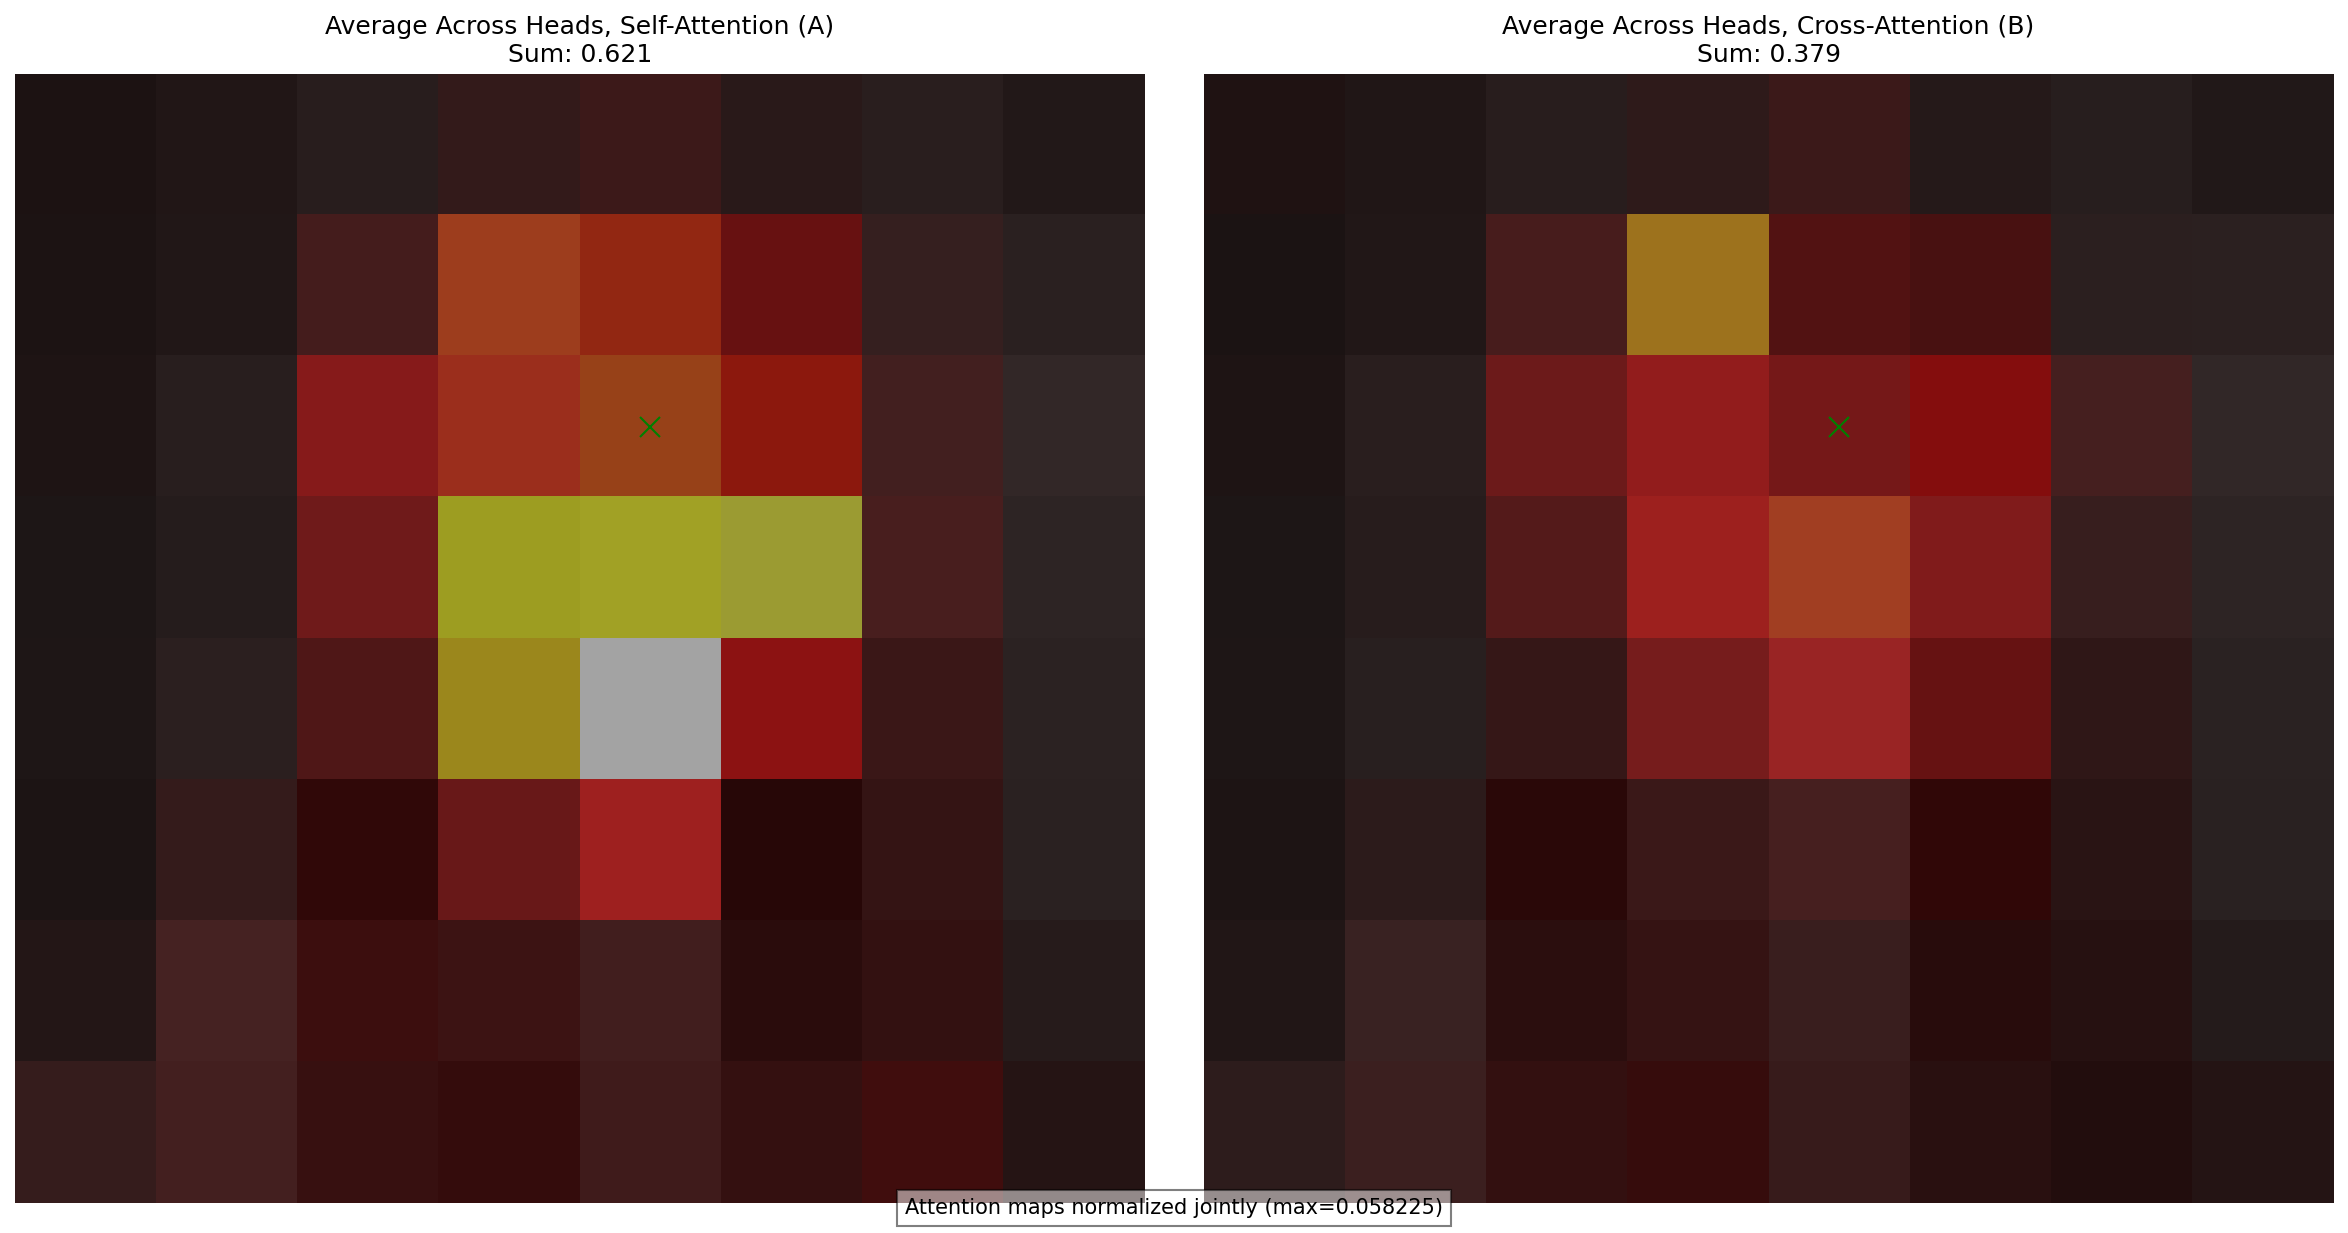 Average Across Heads, Self-Attention (A)
Sum: 0.621
Average Across Heads, Cross-Attention (B)
Sum: 0.379
Attention maps normalized jointly (max=0.058225)